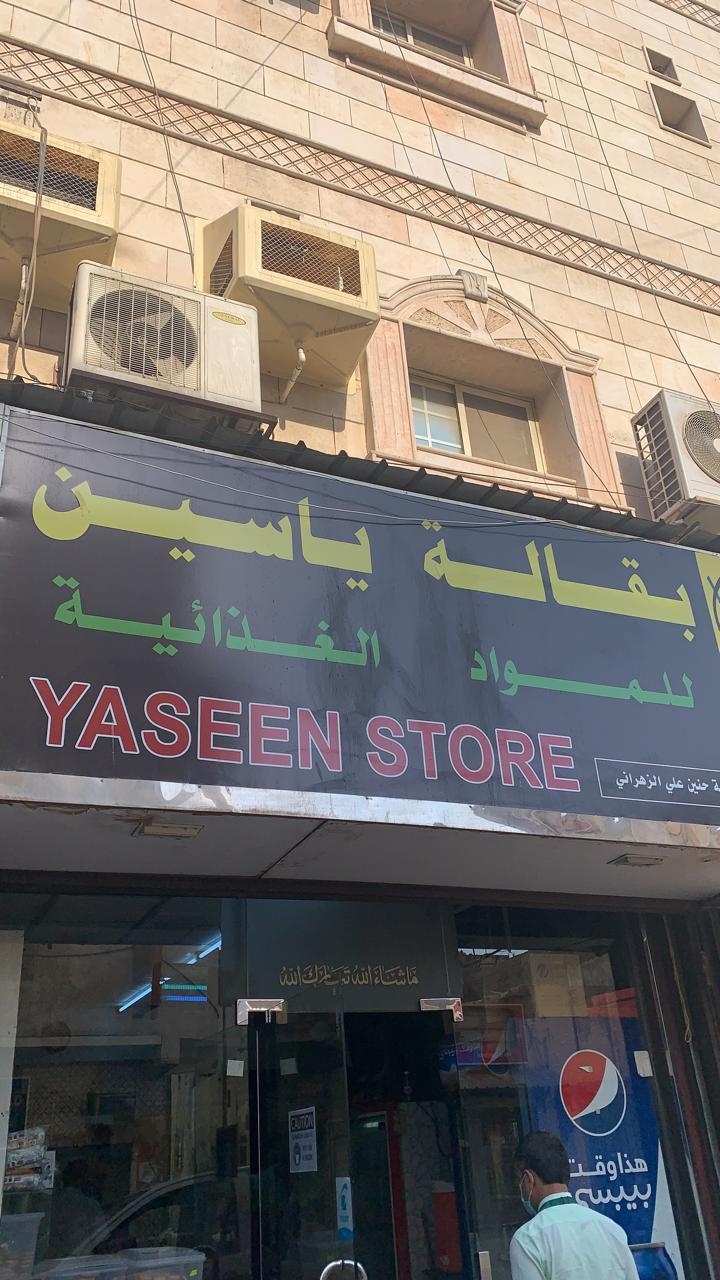 بقالة ياسين
للمواد الغذائية
YASEEN STORE
حنين علي الزهراني
ماشاء الله تبارك الله
CAUTION
هذا وقت
بيبسي